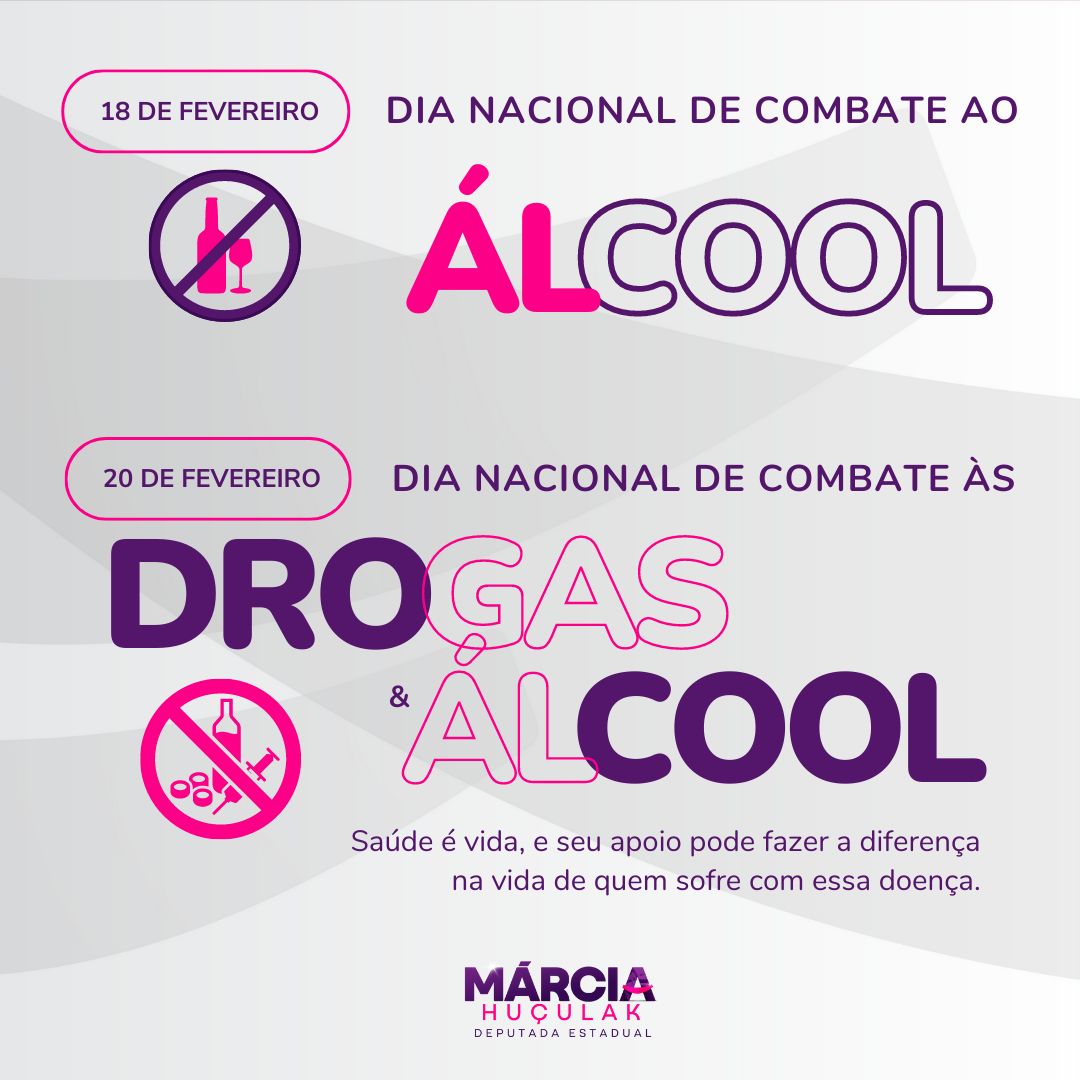 18 DE FEVEREIRO
DIA NACIONAL DE COMBATE AO
ÁLCOOL
20 DE FEVEREIRO
DIA NACIONAL DE COMBATE ÀS
DROGAS
& ÁLCOOL
Saúde é vida, e seu apoio pode fazer a diferença
na vida de quem sofre com essa doença.
MÁRCIA
HUÇULAK
DEPUTADA ESTADUAL